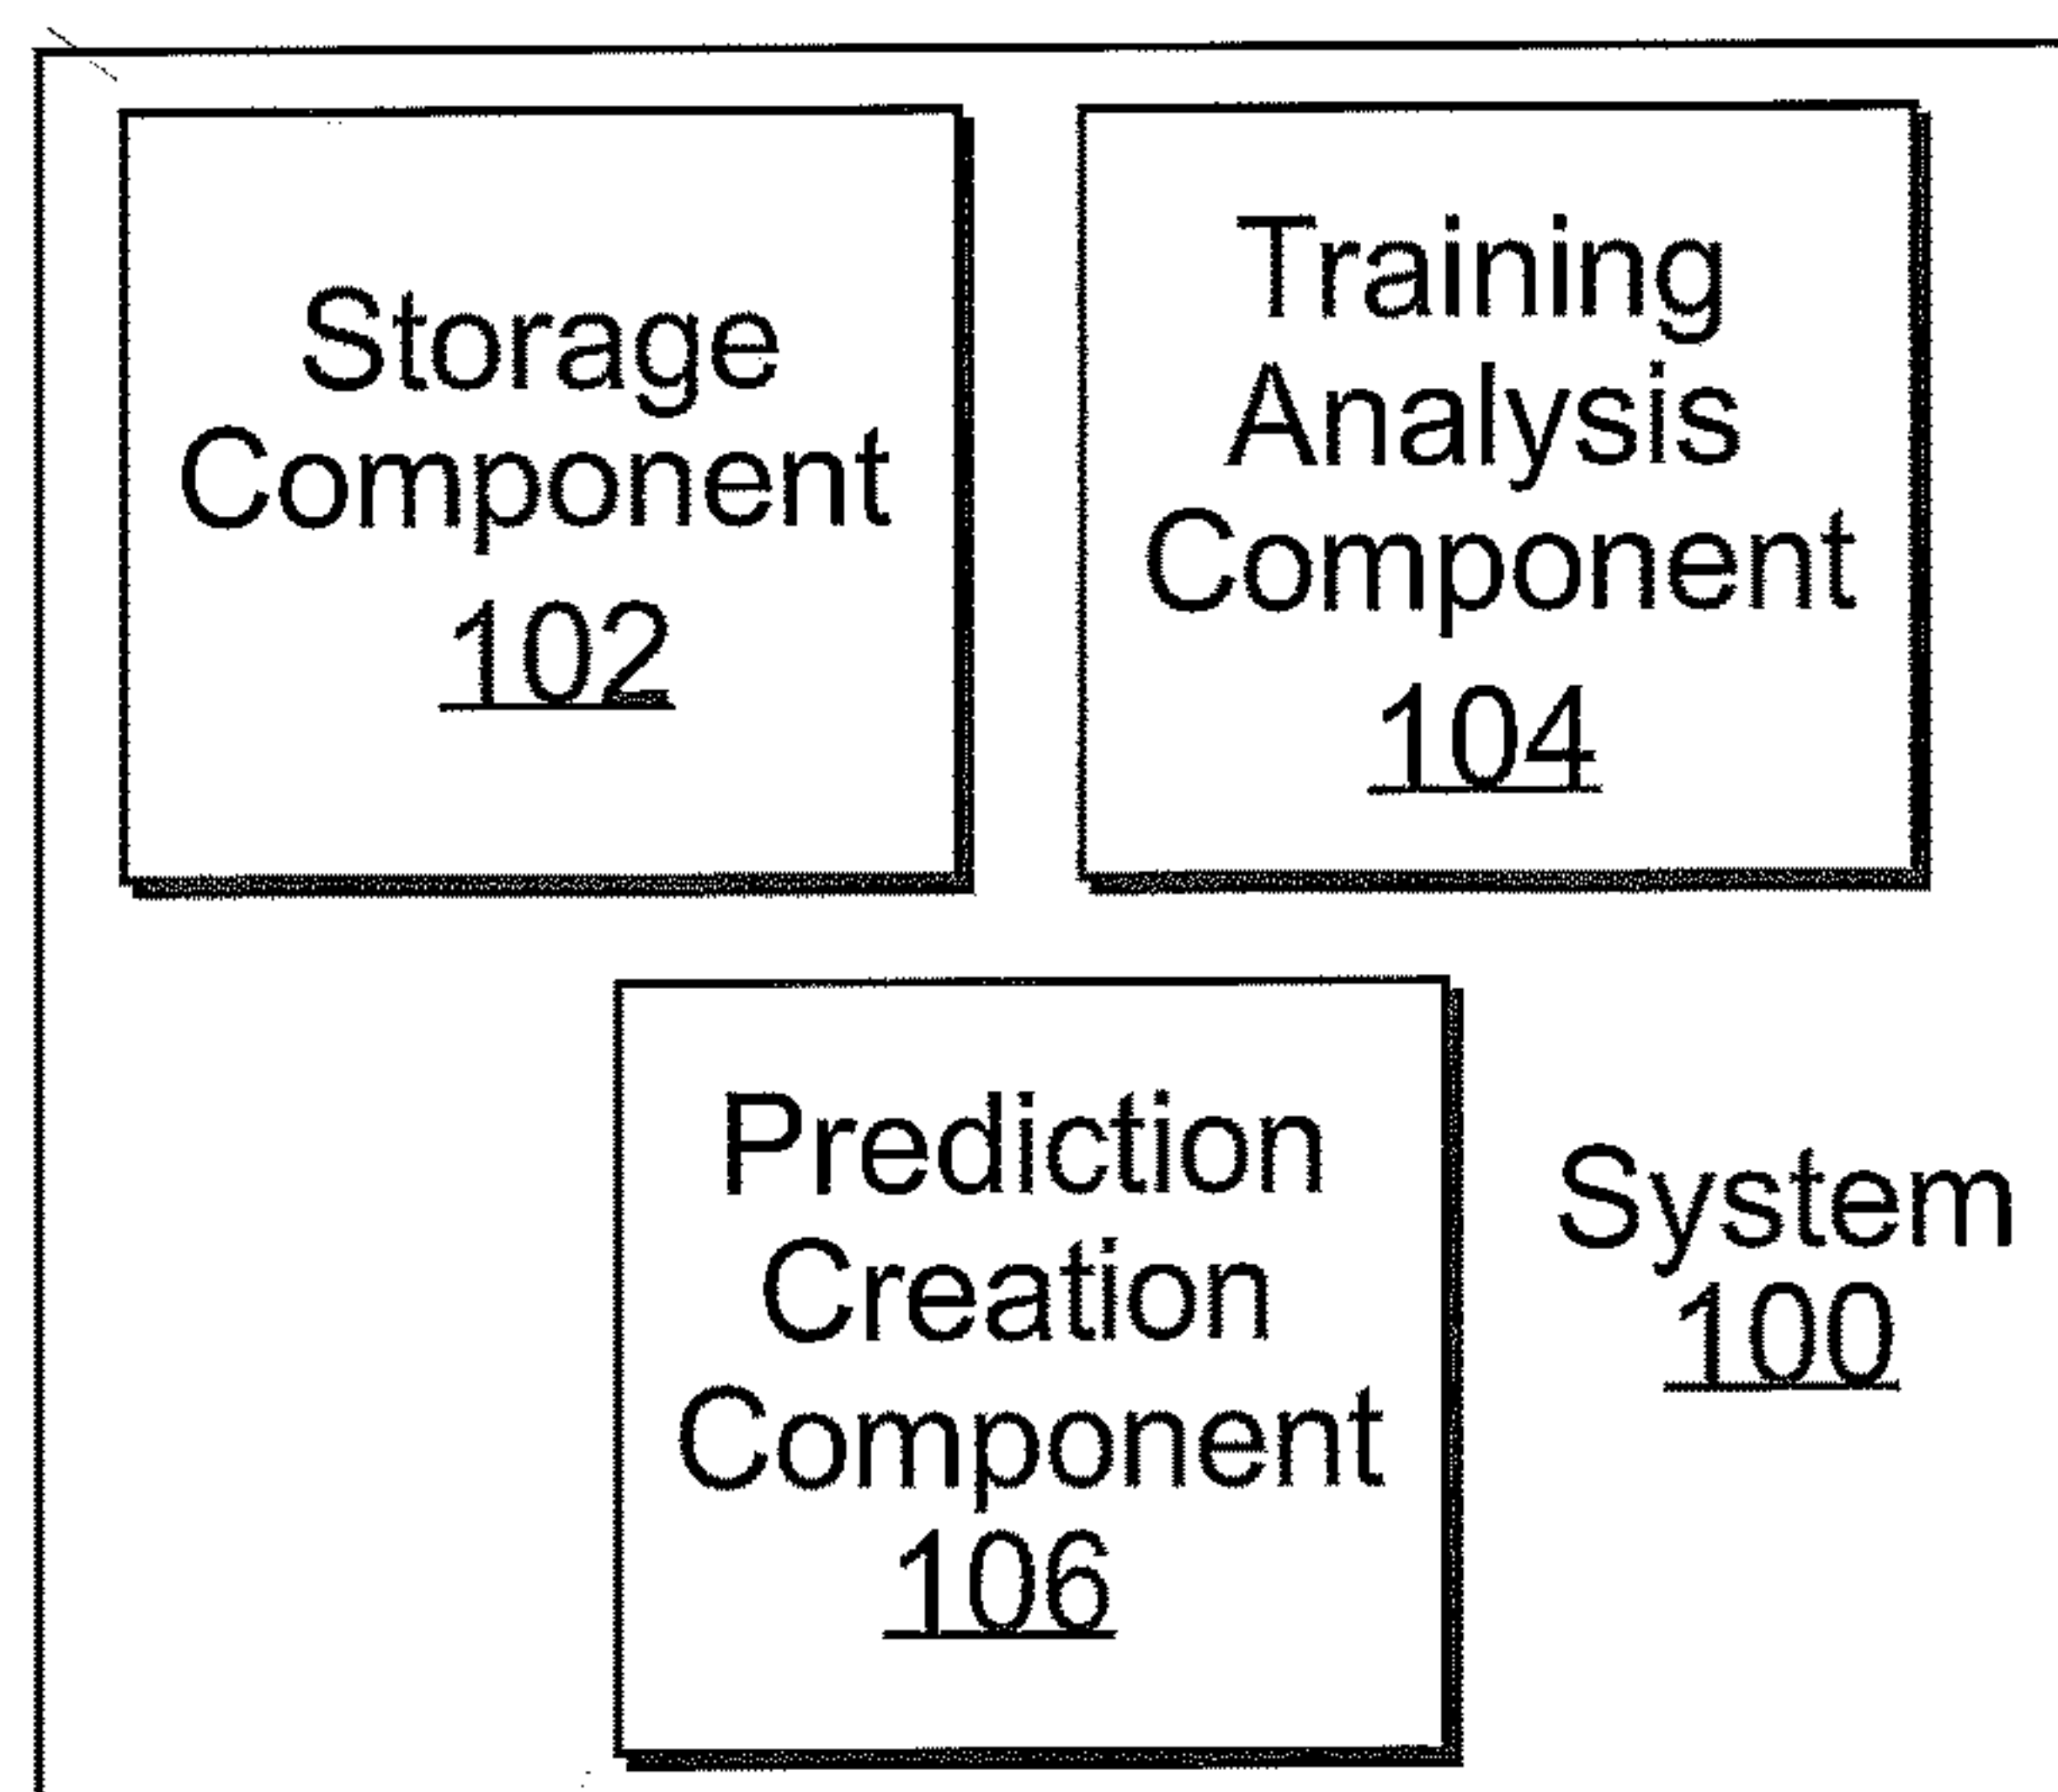 Storage
Component
102
Training
Analysis
Component
104
Prediction
Creation
Component
106
System
100